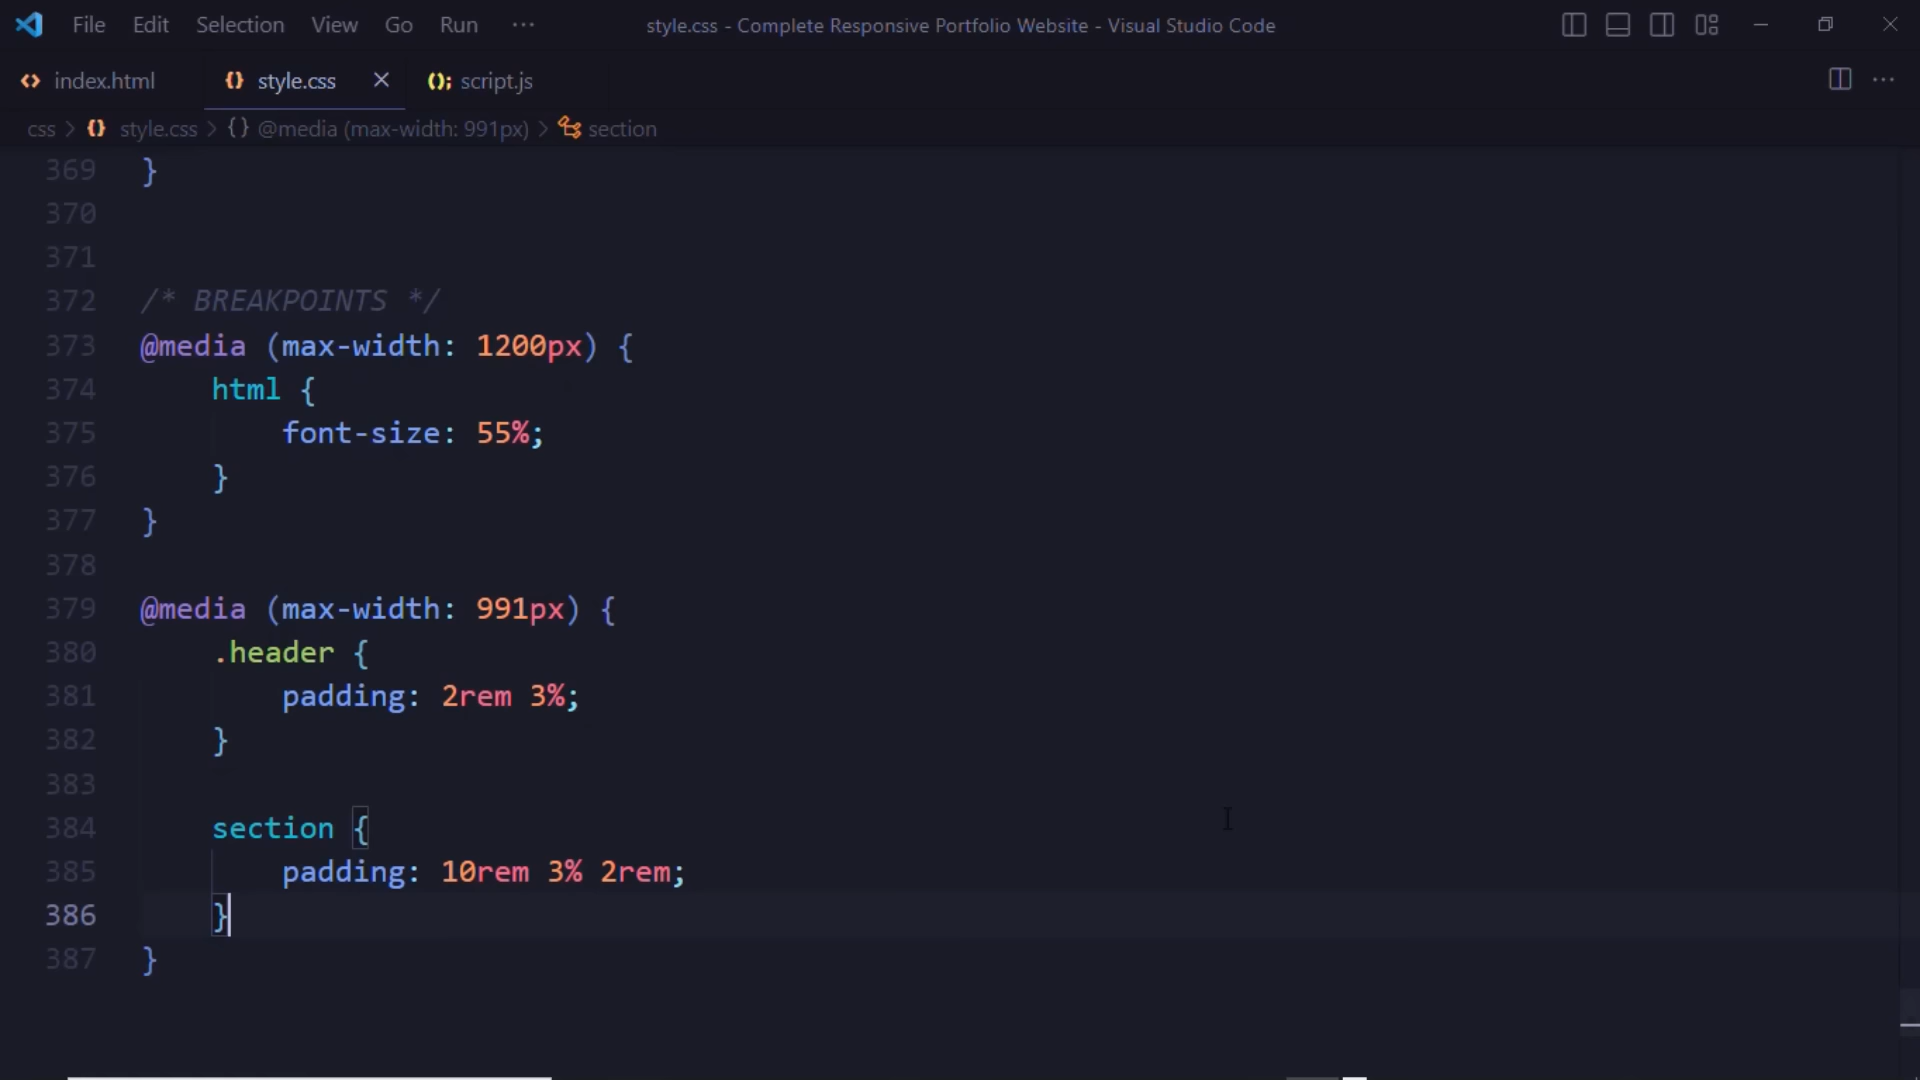 File Edit Selection View Go Run ··· style.css - Complete Responsive Portfolio Website - Visual Studio Code
index.html style.css script.js
css > style.css > {} @media (max-width: 991px) > section
369 }
370
371
372 /* BREAKPOINTS */
373 @media (max-width: 1200px) {
374 html {
375 font-size: 55%;
376 }
377 }
378
379 @media (max-width: 991px) {
380 .header {
381 padding: 2rem 3%;
382 }
383
384 section {
385 padding: 10rem 3% 2rem;
386 }
387 }